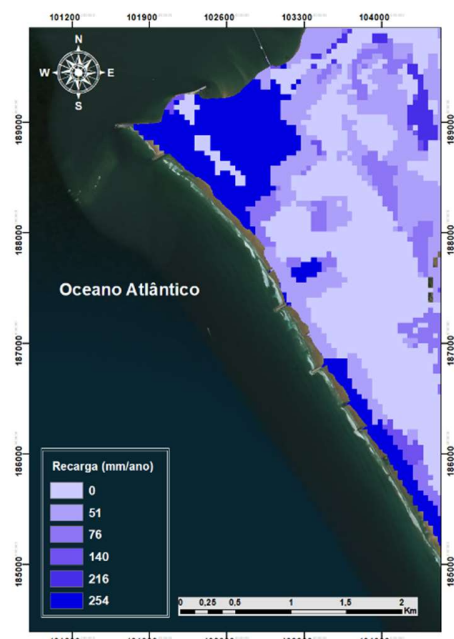 101200 101900 102600 103300 104000
N
W E
S
189000 189000
188000 188000
Oceano Atlântico
187000 187000
186000 186000
Recarga (mm/ano)
0
51
76
140
216
254
185000 185000
0 0,25 0,5 1 1,5 2
Km